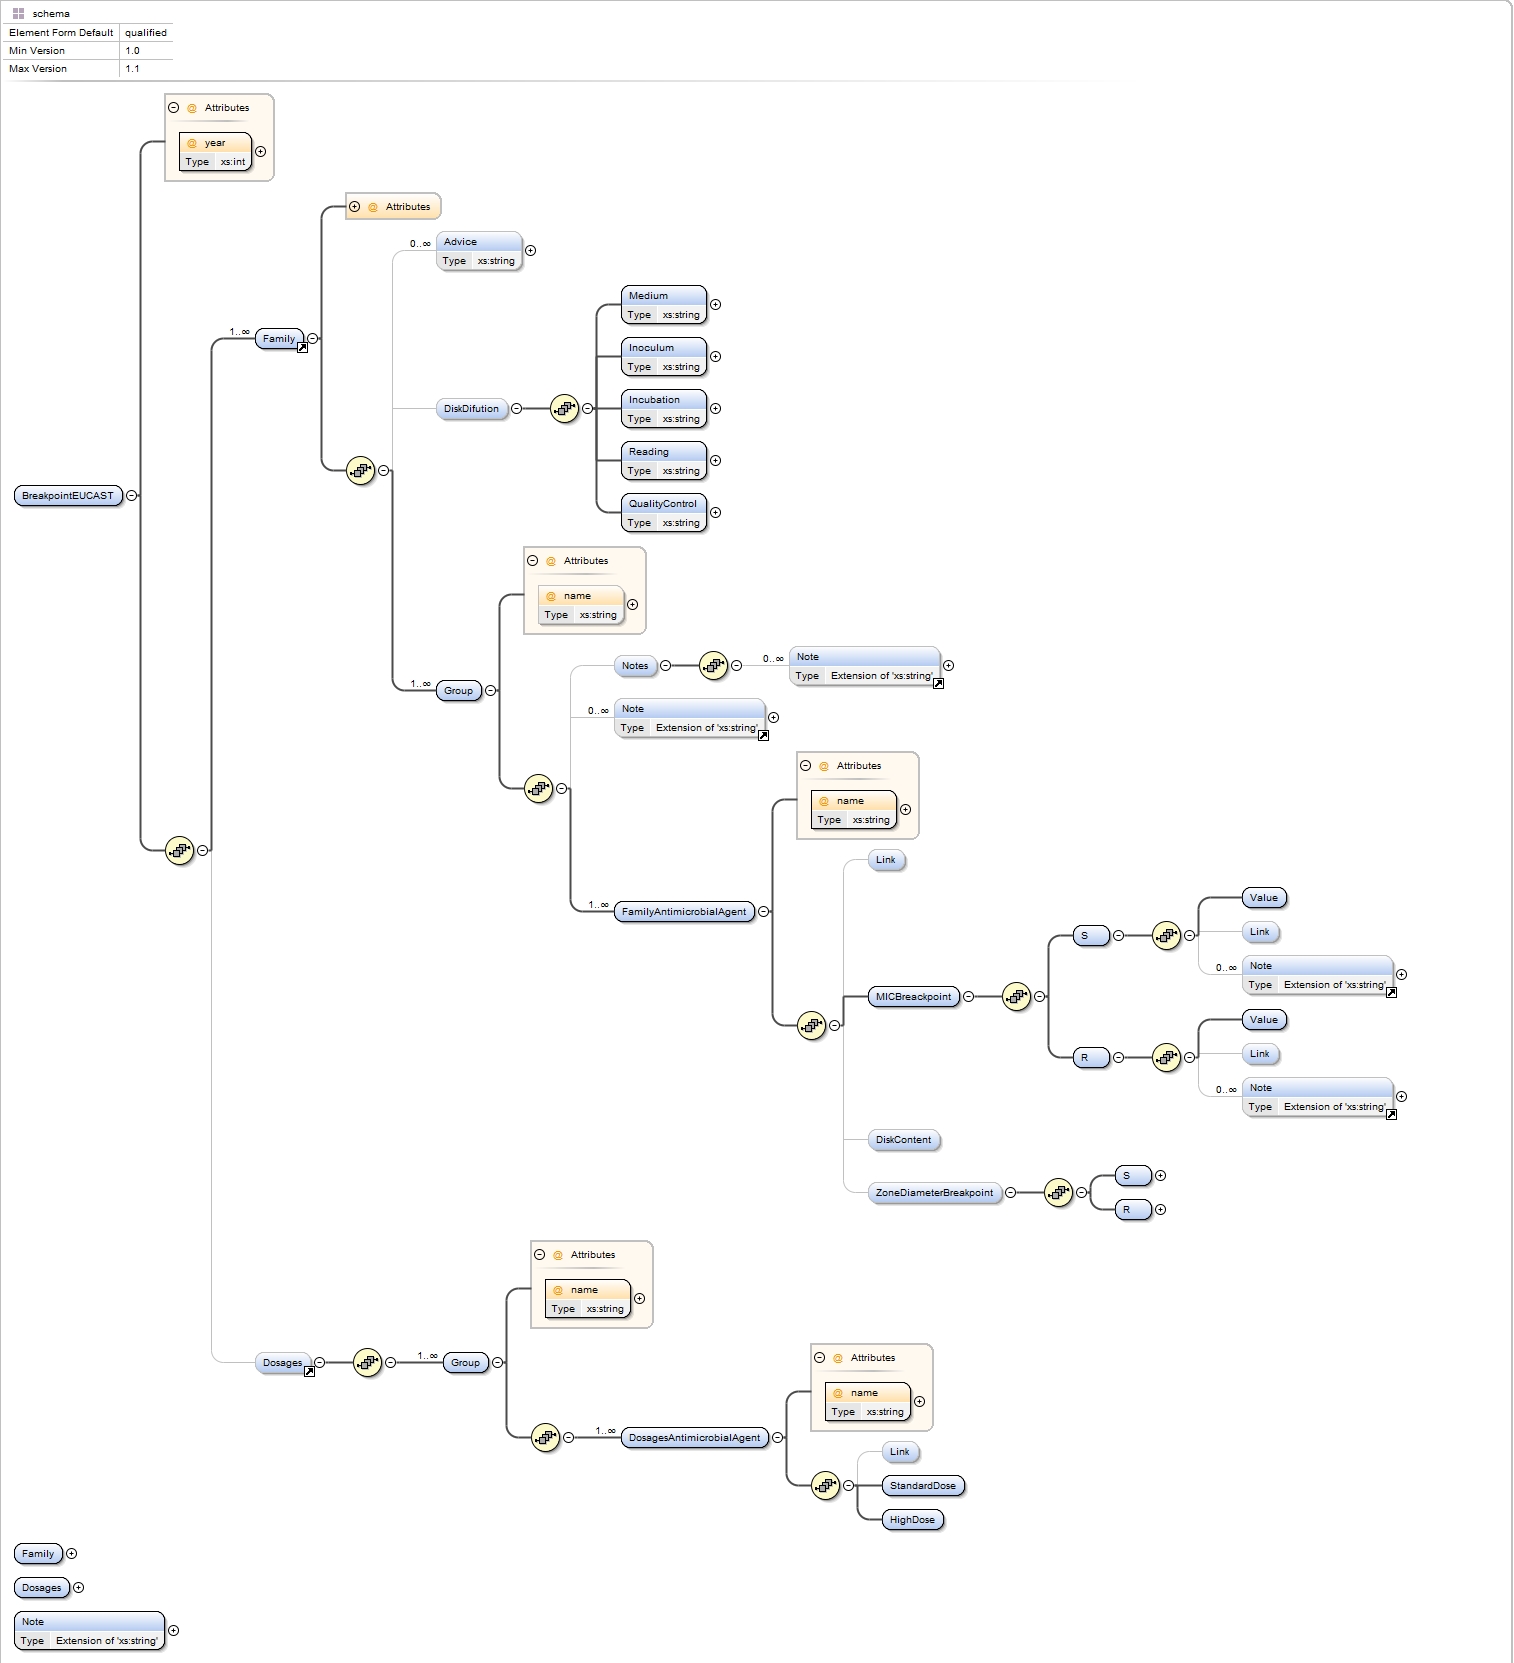 schema
Element Form Default qualified
Min Version 1.0
Max Version 1.1
@ Attributes
@ year
Type xs:int
@ Attributes
0..∞ Advice
Type xs:string
Medium
Type xs:string
1..∞ Family
Inoculum
Type xs:string
DiskDifution
Incubation
Type xs:string
Reading
Type xs:string
BreakpointEUCAST
QualityControl
Type xs:string
@ Attributes
@ name
Type xs:string
Notes
0..∞ Note
Type Extension of 'xs:string'
1..∞ Group
0..∞ Note
Type Extension of 'xs:string'
@ Attributes
@ name
Type xs:string
Link
1..∞ FamilyAntimicrobialAgent
Value
S
Link
0..∞ Note
Type Extension of 'xs:string'
MICBreackpoint
Value
R
Link
0..∞ Note
Type Extension of 'xs:string'
DiskContent
ZoneDiameterBreakpoint
S
R
@ Attributes
@ name
Type xs:string
Dosages
1..∞ Group
@ Attributes
@ name
Type xs:string
1..∞ DosagesAntimicrobialAgent
Link
StandardDose
HighDose
Family
Dosages
Note
Type Extension of 'xs:string'